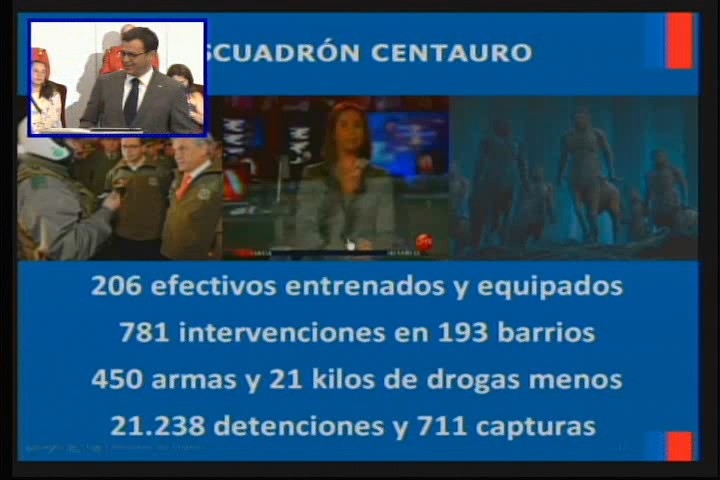 SCUADRÓN CENTAURO
206 efectivos entrenados y equipados
781 intervenciones en 193 barrios
450 armas y 21 kilos de drogas menos
21.238 detenciones y 711 capturas